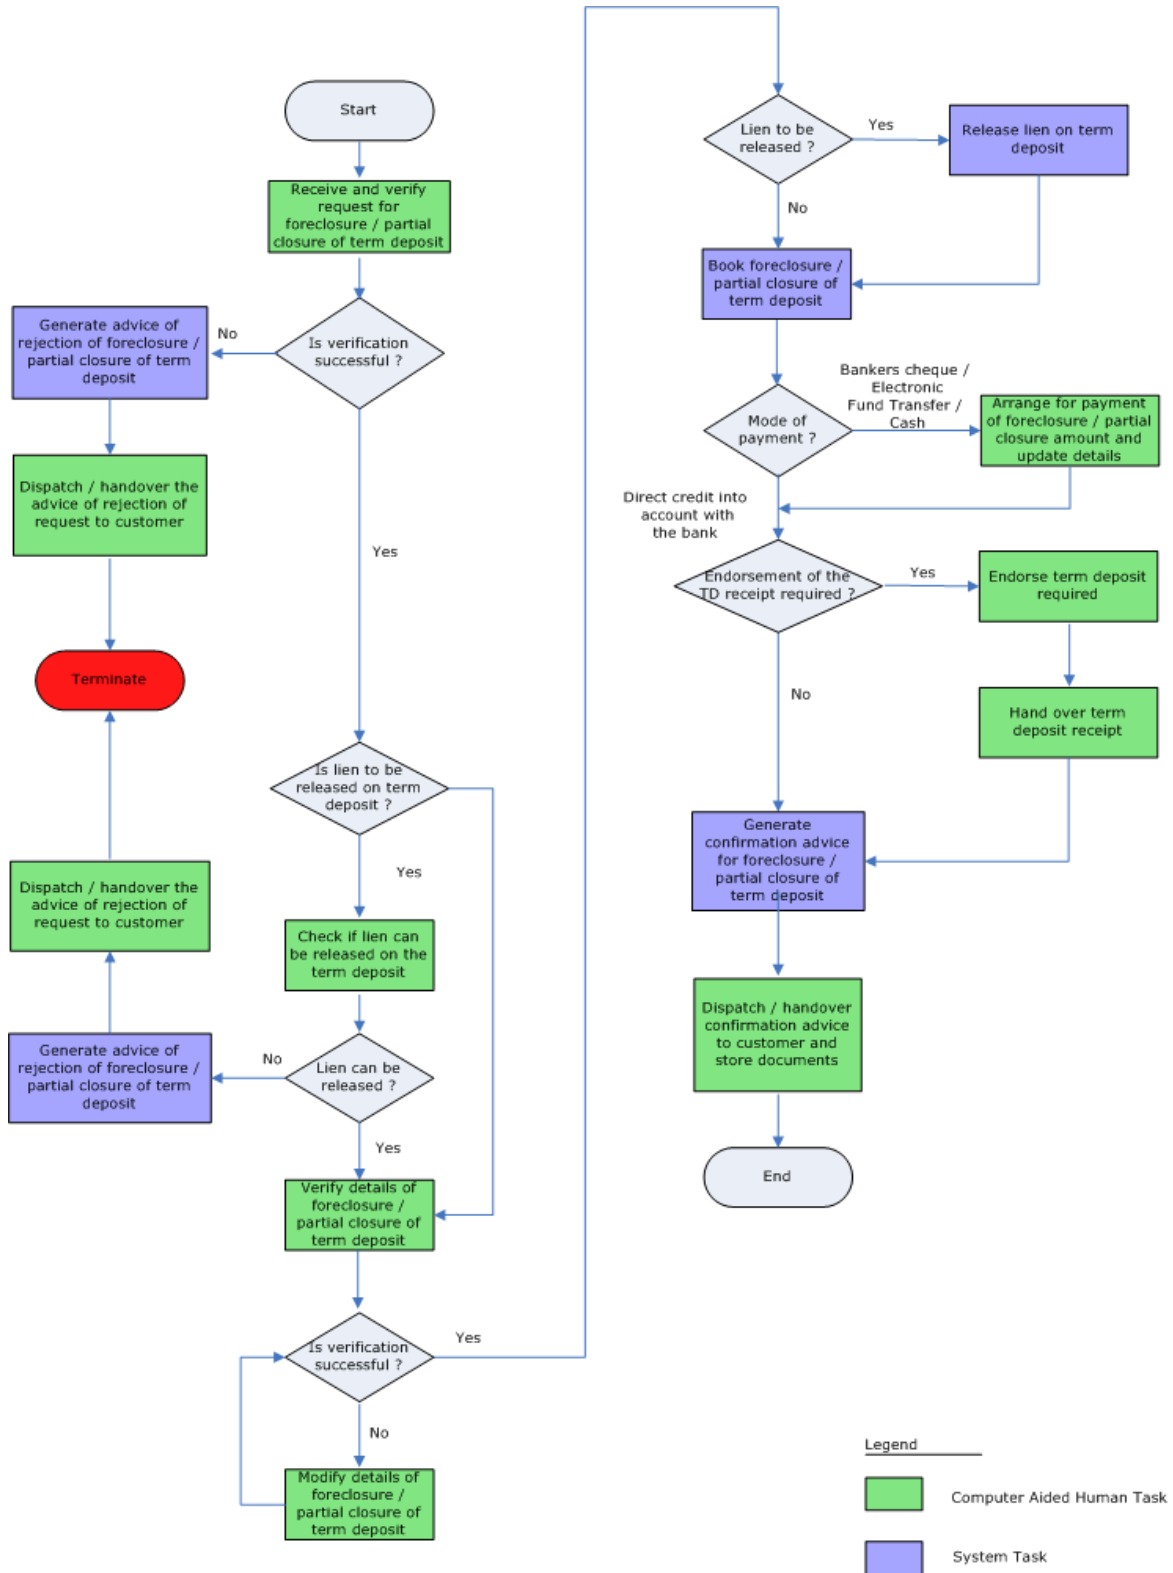 Start
Receive and verify
request for
foreclosure / partial
closure of term deposit
Is verification
successful ?
No
Generate advice of
rejection of foreclosure /
partial closure of term
deposit
Dispatch / handover the
advice of rejection of
request to customer
Terminate
Yes
Is lien to be
released on term
deposit ?
Yes
Check if lien can
be released on the
term deposit
Lien can be
released ?
No
Generate advice of
rejection of foreclosure /
partial closure of term
deposit
Dispatch / handover the
advice of rejection of
request to customer
Yes
Verify details of
foreclosure /
partial closure of
term deposit
Is verification
successful ?
Yes
No
Modify details of
foreclosure /
partial closure of
term deposit
Lien to be
released ?
Yes
Release lien on term
deposit
No
Book foreclosure /
partial closure of
term deposit
Mode of
payment ?
Bankers cheque /
Electronic
Fund Transfer /
Cash
Arrange for payment
of foreclosure / partial
closure amount and
update details
Direct credit into
account with
the bank
Endorsement of the
TD receipt required ?
Yes
Endorse term deposit
required
Hand over term
deposit receipt
No
Generate
confirmation advice
for foreclosure /
partial closure of
term deposit
Dispatch / handover
confirmation advice
to customer and
store documents
End
Legend
Computer Aided Human Task
System Task